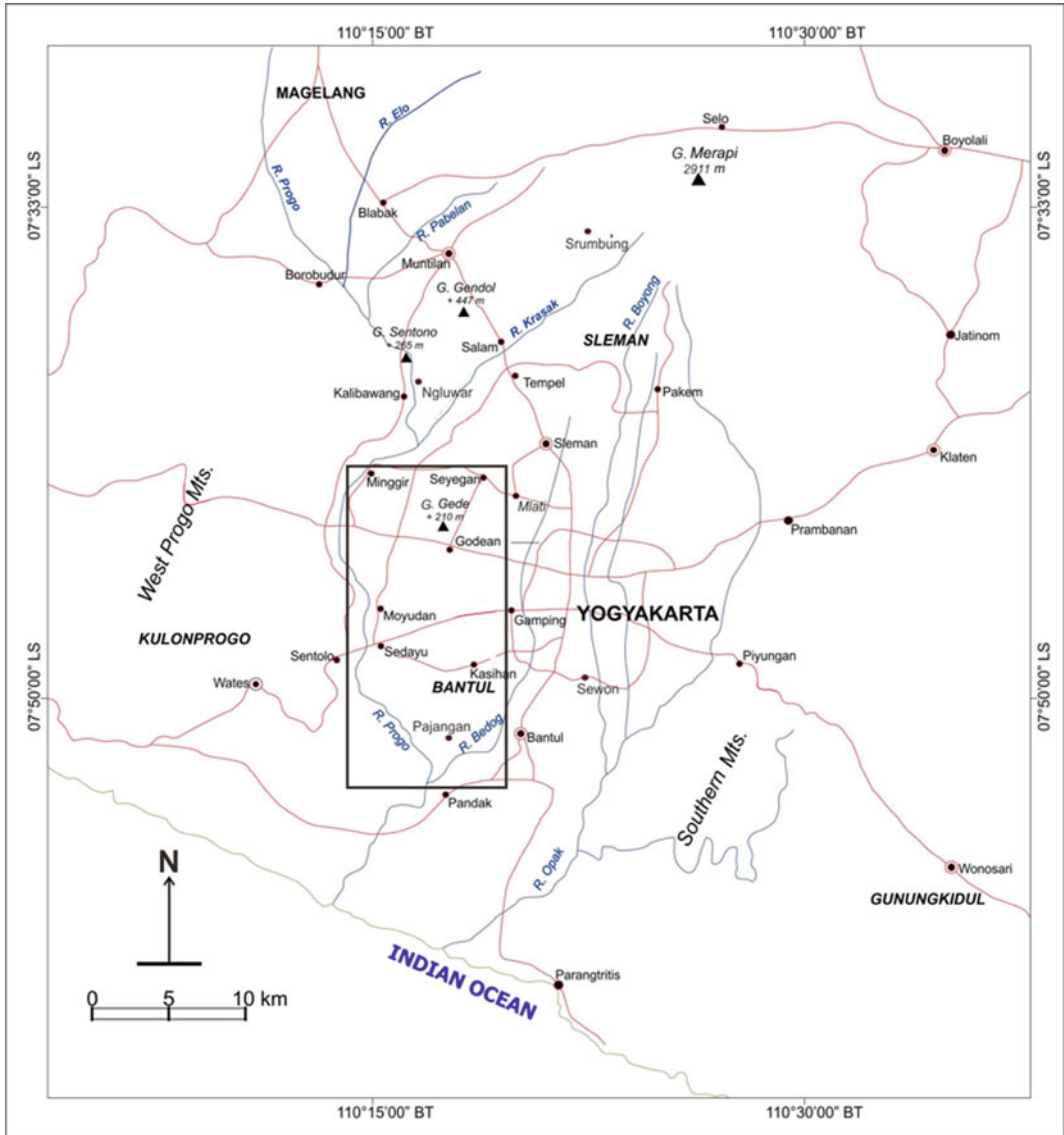 110°15'00" BT
110°30'00" BT
MAGELANG
R. Elo
Selo
Boyolali
G. Merapi
2911 m
R. Progo
07°33'00" LS
07°33'00" LS
Blabak
R. Pabelan
Srumbung
Muntilan
Borobudur
G. Gendol
+ 447 m
R. Krasak
R. Boyong
G. Sentono
+ 265 m
Salam
SLEMAN
Jatinom
Kalibawang
Ngluwar
Tempel
Pakem
Sleman
Klaten
Minggir
Seyegan
Mlati
West Progo Mts.
G. Gede
+ 210 m
Prambanan
Godean
Moyudan
Gamping
YOGYAKARTA
KULONPROGO
Sentolo
Sedayu
Kasihan
Piyungan
Wates
BANTUL
Sewon
07°50'00" LS
07°50'00" LS
R. Progo
Pajangan
R. Bedog
Bantul
Southern Mts.
Pandak
N
R. Opak
Wonosari
GUNUNGKIDUL
INDIAN OCEAN
Parangtritis
0 5 10 km
110°15'00" BT
110°30'00" BT